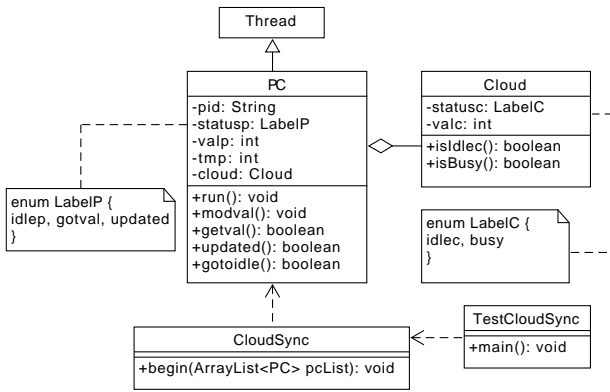 Thread
PC
-pid: String
-statusp: LabelP
-valp: int
-tmp: int
-cloud: Cloud
+run(): void
+modval(): void
+getval(): boolean
+updated(): boolean
+gotoidle(): boolean
Cloud
-statusc: LabelC
-valc: int
+isIdlec(): boolean
+isBusy(): boolean
enum LabelP {
idlep, gotval, updated
}
enum LabelC {
idlec, busy
}
CloudSync
+begin(ArrayList<PC> pcList): void
TestCloudSync
+main(): void